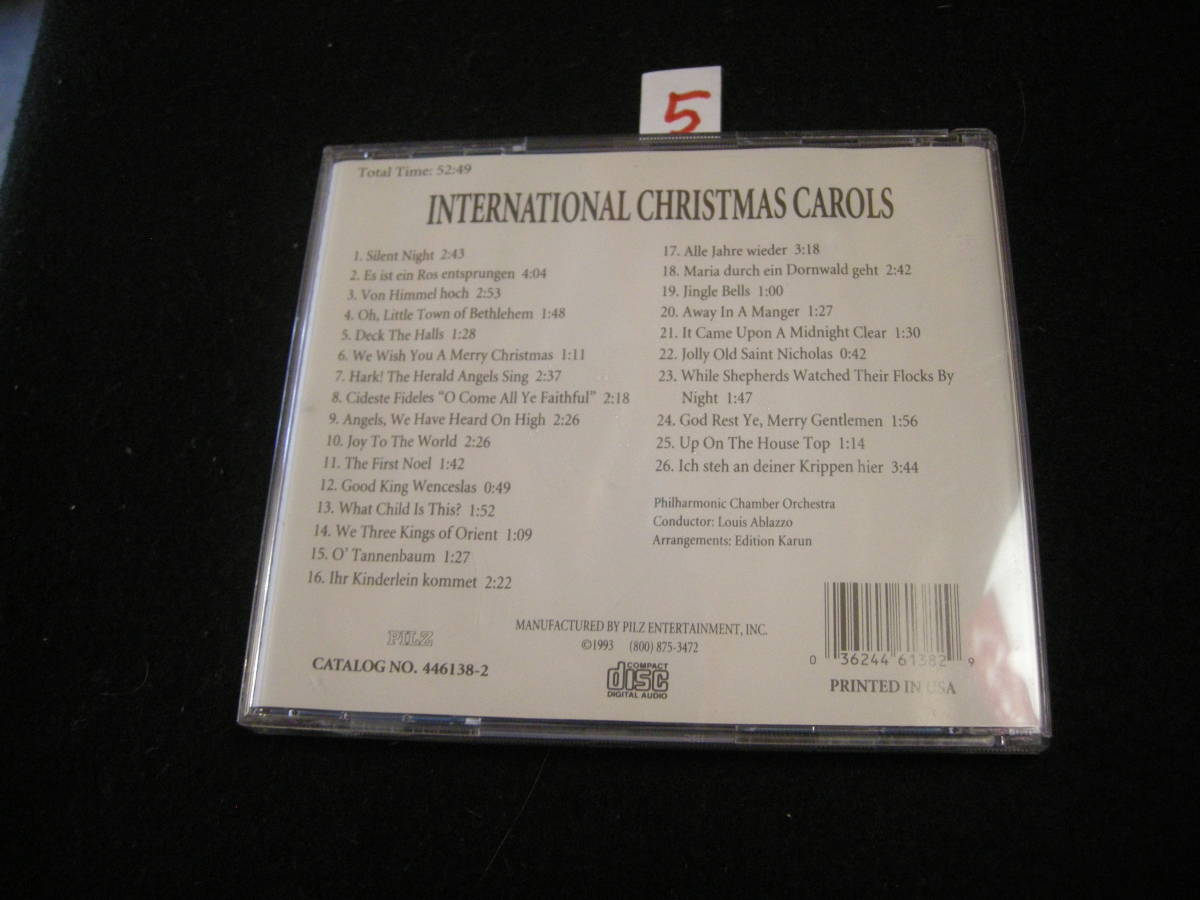 5
Total Time: 52:49
INTERNATIONAL CHRISTMAS CAROLS
1. Silent Night 2:43
2. Es ist ein Ros entsprungen 4:04
3. Von Himmel hoch 2:53
4. Oh, Little Town of Bethlehem 1:48
5. Deck The Halls 1:28
6. We Wish You A Merry Christmas 1:11
7. Hark! The Herald Angels Sing 2:37
8. Cideste Fideles "O Come All Ye Faithful" 2:18
9. Angels, We Have Heard On High 2:26
10. Joy To The World 2:26
11. The First Noel 1:42
12. Good King Wenceslas 0:49
13. What Child Is This? 1:52
14. We Three Kings of Orient 1:09
15. O' Tannenbaum 1:27
16. Ihr Kinderlein kommet 2:22
17. Alle Jahre wieder 3:18
18. Maria durch ein Dornwald geht 2:42
19. Jingle Bells 1:00
20. Away In A Manger 1:27
21. It Came Upon A Midnight Clear 1:30
22. Jolly Old Saint Nicholas 0:42
23. While Shepherds Watched Their Flocks By
Night 1:47
24. God Rest Ye, Merry Gentlemen 1:56
25. Up On The House Top 1:14
26. Ich steh an deiner Krippen hier 3:44
Philharmonic Chamber Orchestra
Conductor: Louis Ablazzo
Arrangements: Edition Karun
PILZ
CATALOG NO. 446138-2
MANUFACTURED BY PILZ ENTERTAINMENT, INC.
©1993 (800) 875-3472
COMPACT
disc
DIGITAL AUDIO
0 36244 61382 9
PRINTED IN USA